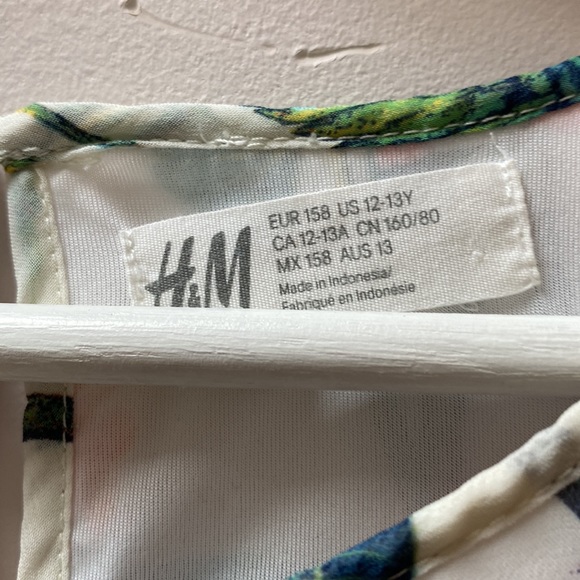 H&M
EUR 158 US 12-13Y
CA 12-13A CN 160/80
MX 158 AUS 13
Made in Indonesia/
Fabriqué en Indonésie